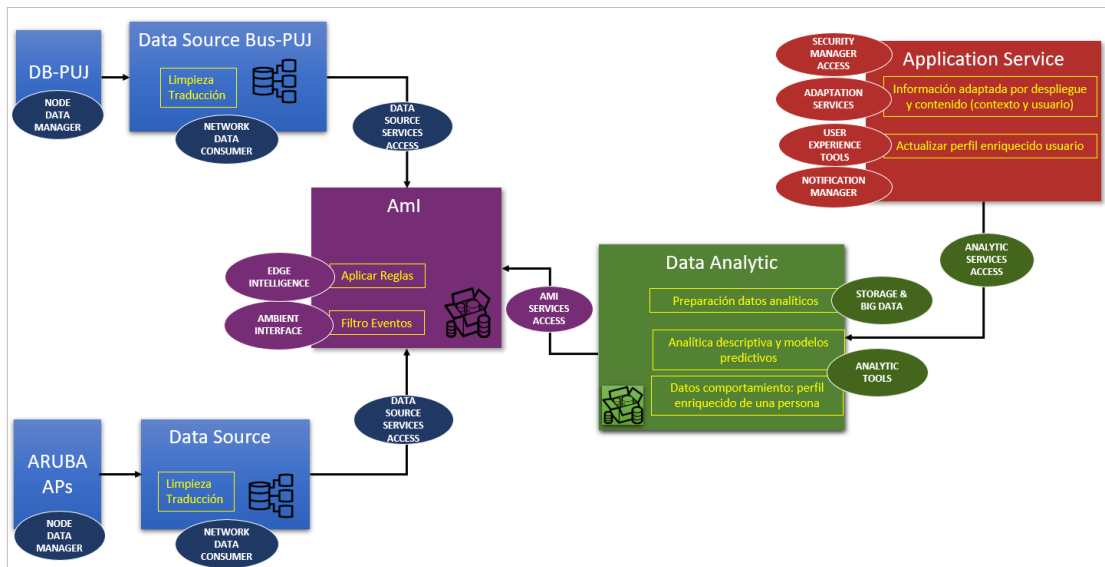 DB-PUJ
NODE
DATA
MANAGER
Data Source Bus-PUJ
Limpieza
Traducción
NETWORK
DATA
CONSUMER
DATA
SOURCE
SERVICES
ACCESS
SECURITY
MANAGER
ACCESS
ADAPTATION
SERVICES
USER
EXPERIENCE
TOOLS
NOTIFICATION
MANAGER
Application Service
Información adaptada por despliegue
y contenido (contexto y usuario)
Actualizar perfil enriquecido usuario
AmI
EDGE
INTELLIGENCE
Aplicar Reglas
AMBIENT
INTERFACE
Filtro Eventos
AMI
SERVICES
ACCESS
Data Analytic
Preparación datos analíticos
STORAGE &
BIG DATA
Analítica descriptiva y modelos
predictivos
ANALYTIC
TOOLS
Datos comportamiento: perfil
enriquecido de una persona
ANALYTIC
SERVICES
ACCESS
ARUBA
APs
NODE
DATA
MANAGER
Data Source
Limpieza
Traducción
NETWORK
DATA
CONSUMER
DATA
SOURCE
SERVICES
ACCESS